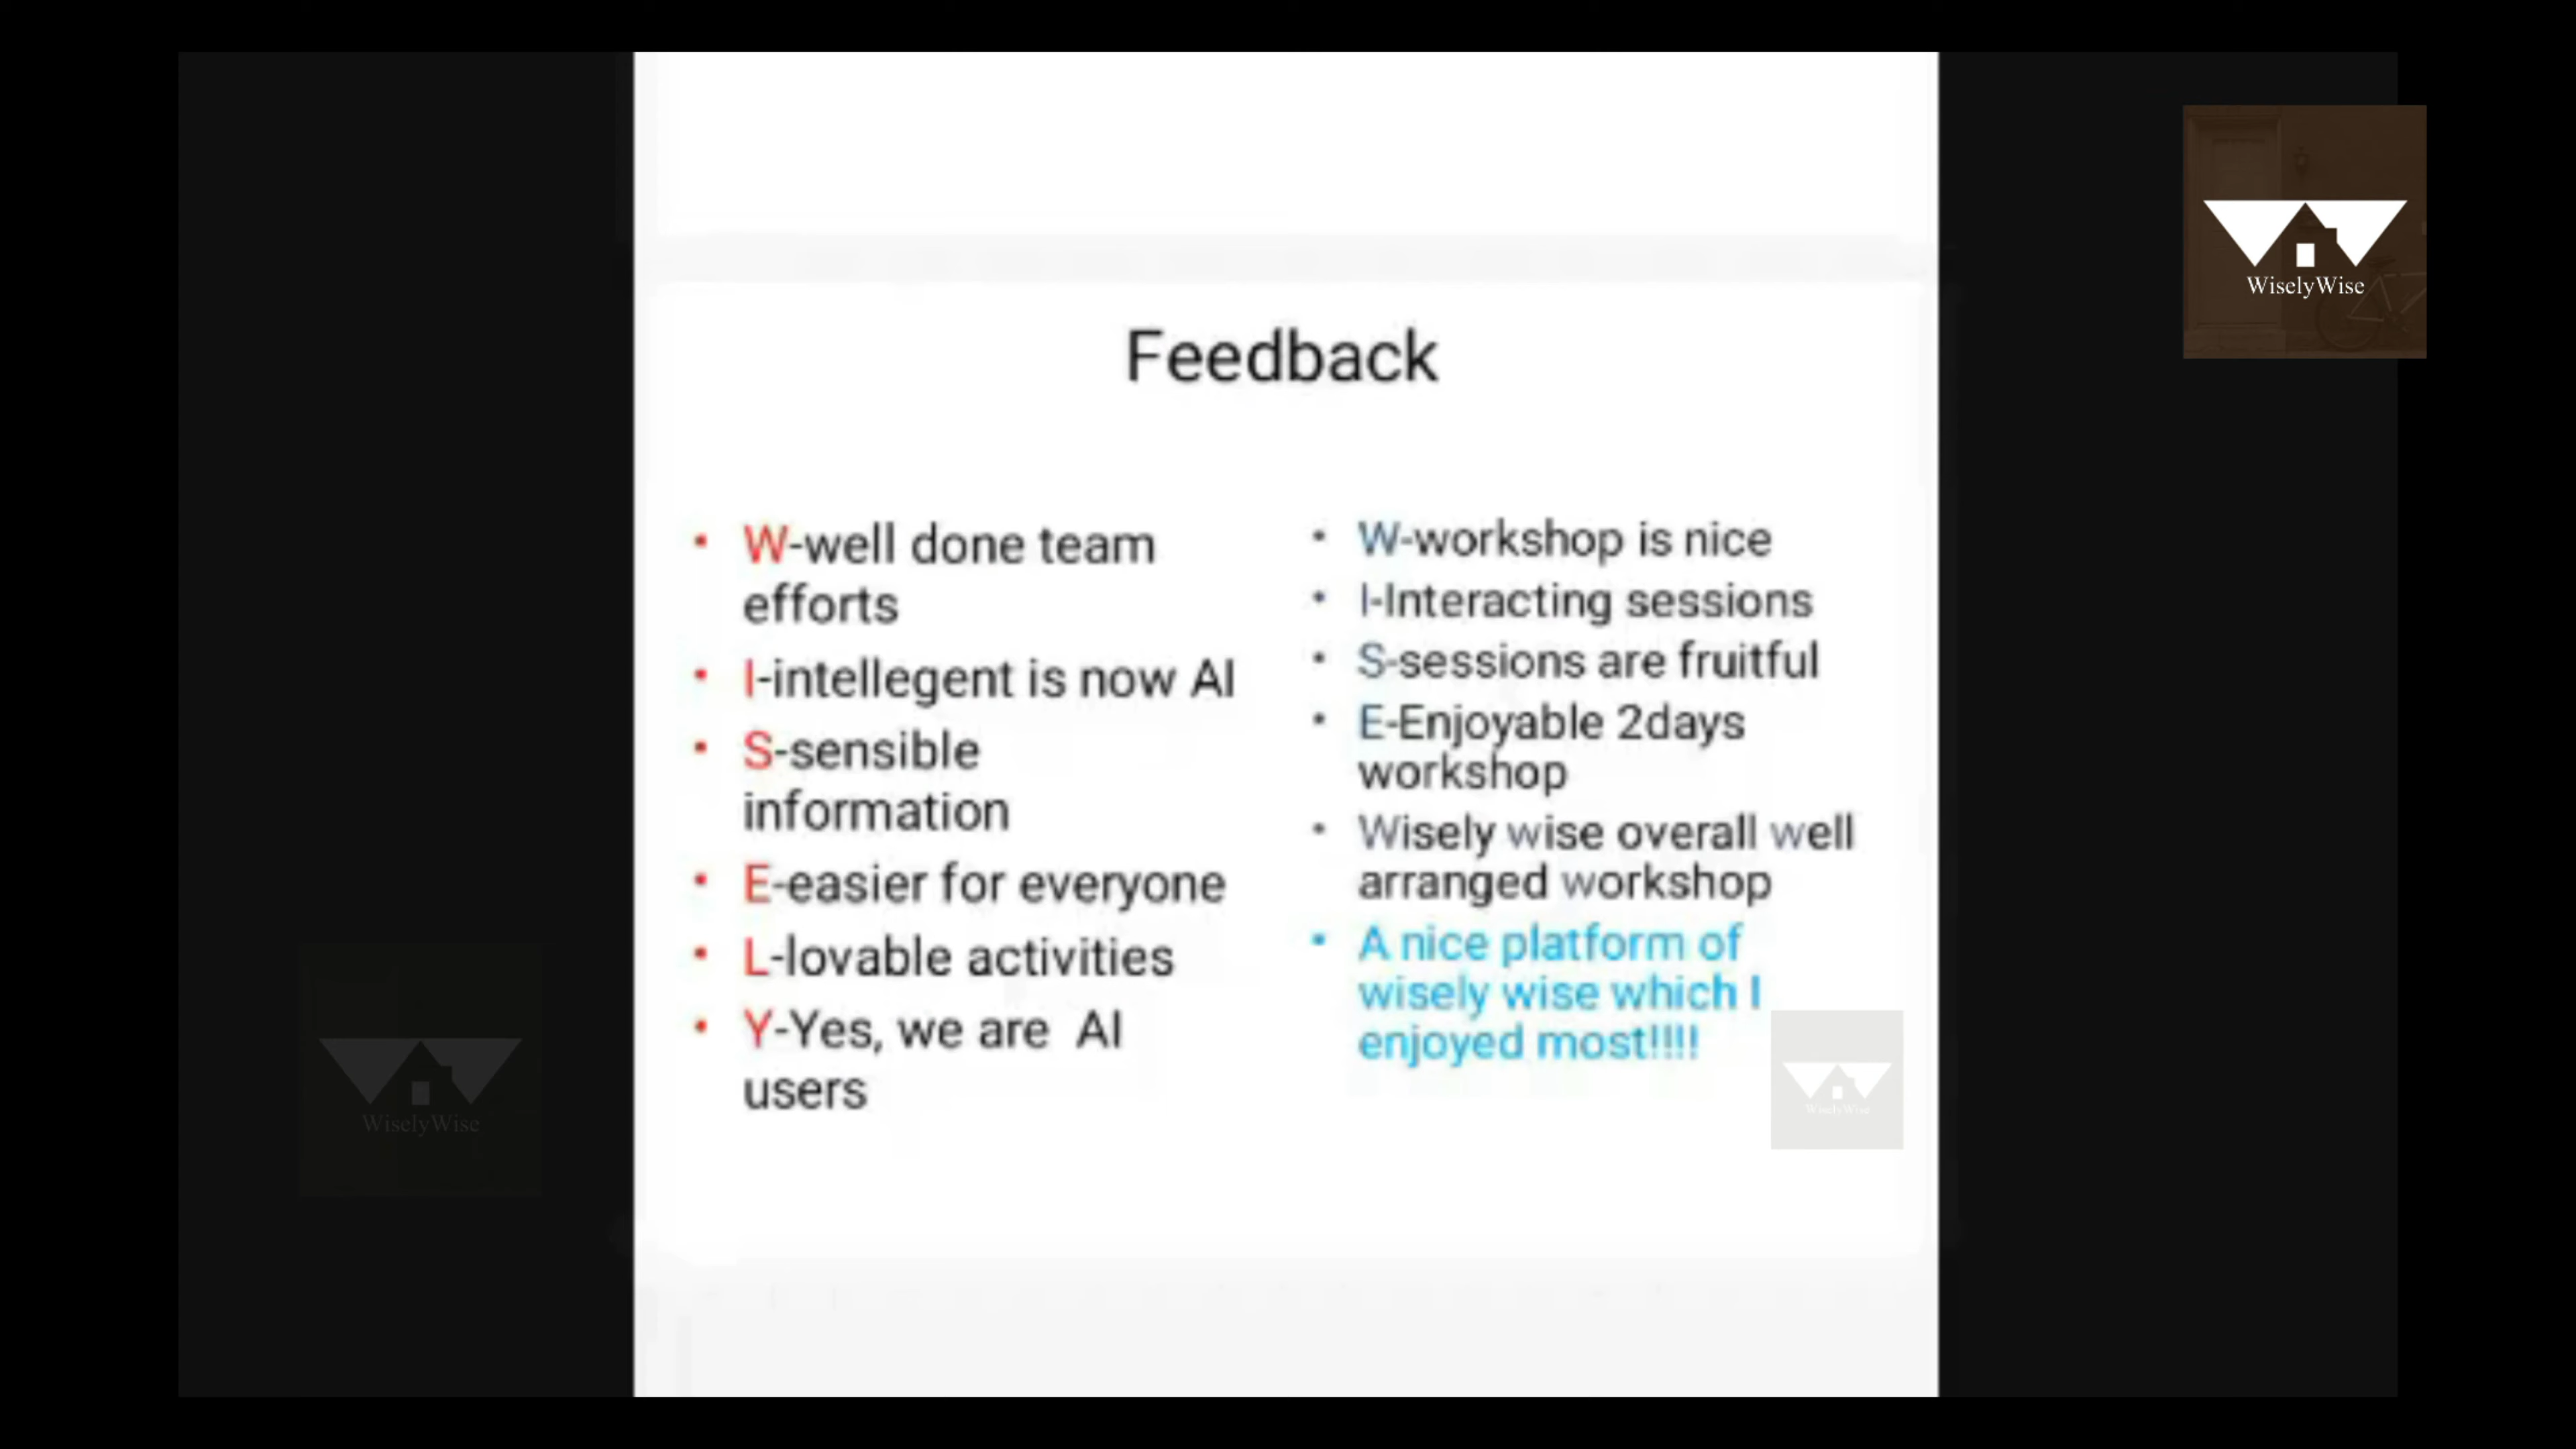 Feedback
W-well done team
efforts
I-intellegent is now AI
S-sensible
information
E-easier for everyone
L-lovable activities
Y-Yes, we are AI
users
W-workshop is nice
I-Interacting sessions
S-sessions are fruitful
E-Enjoyable 2days
workshop
Wisely wise overall well
arranged workshop
A nice platform of
wisely wise which I
enjoyed most!!!!
WiselyWise
WiselyWise
WiselyWise